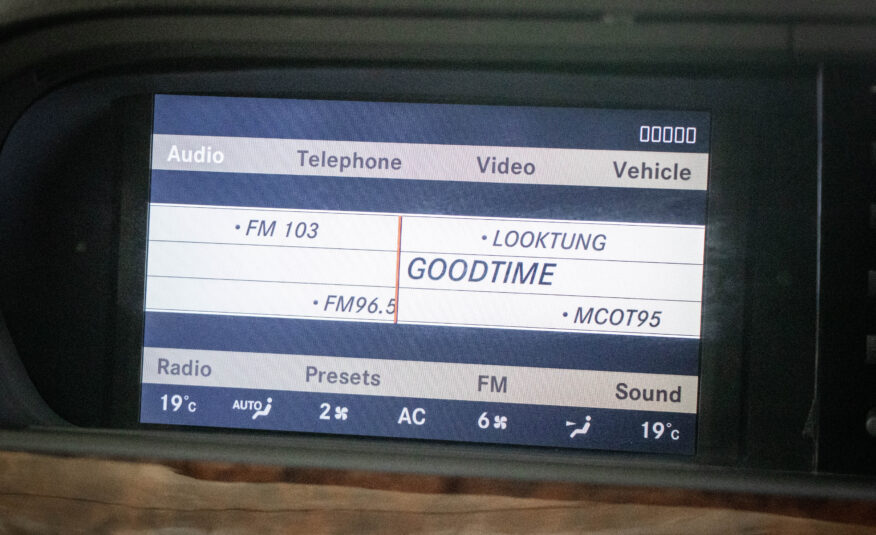 Audio Telephone Video Vehicle
•FM 103 •LOOKTUNG
GOODTIME
•FM96.5 •MCOT95
Radio Presets FM Sound
19°C AUTO 2 AC 6 19°C